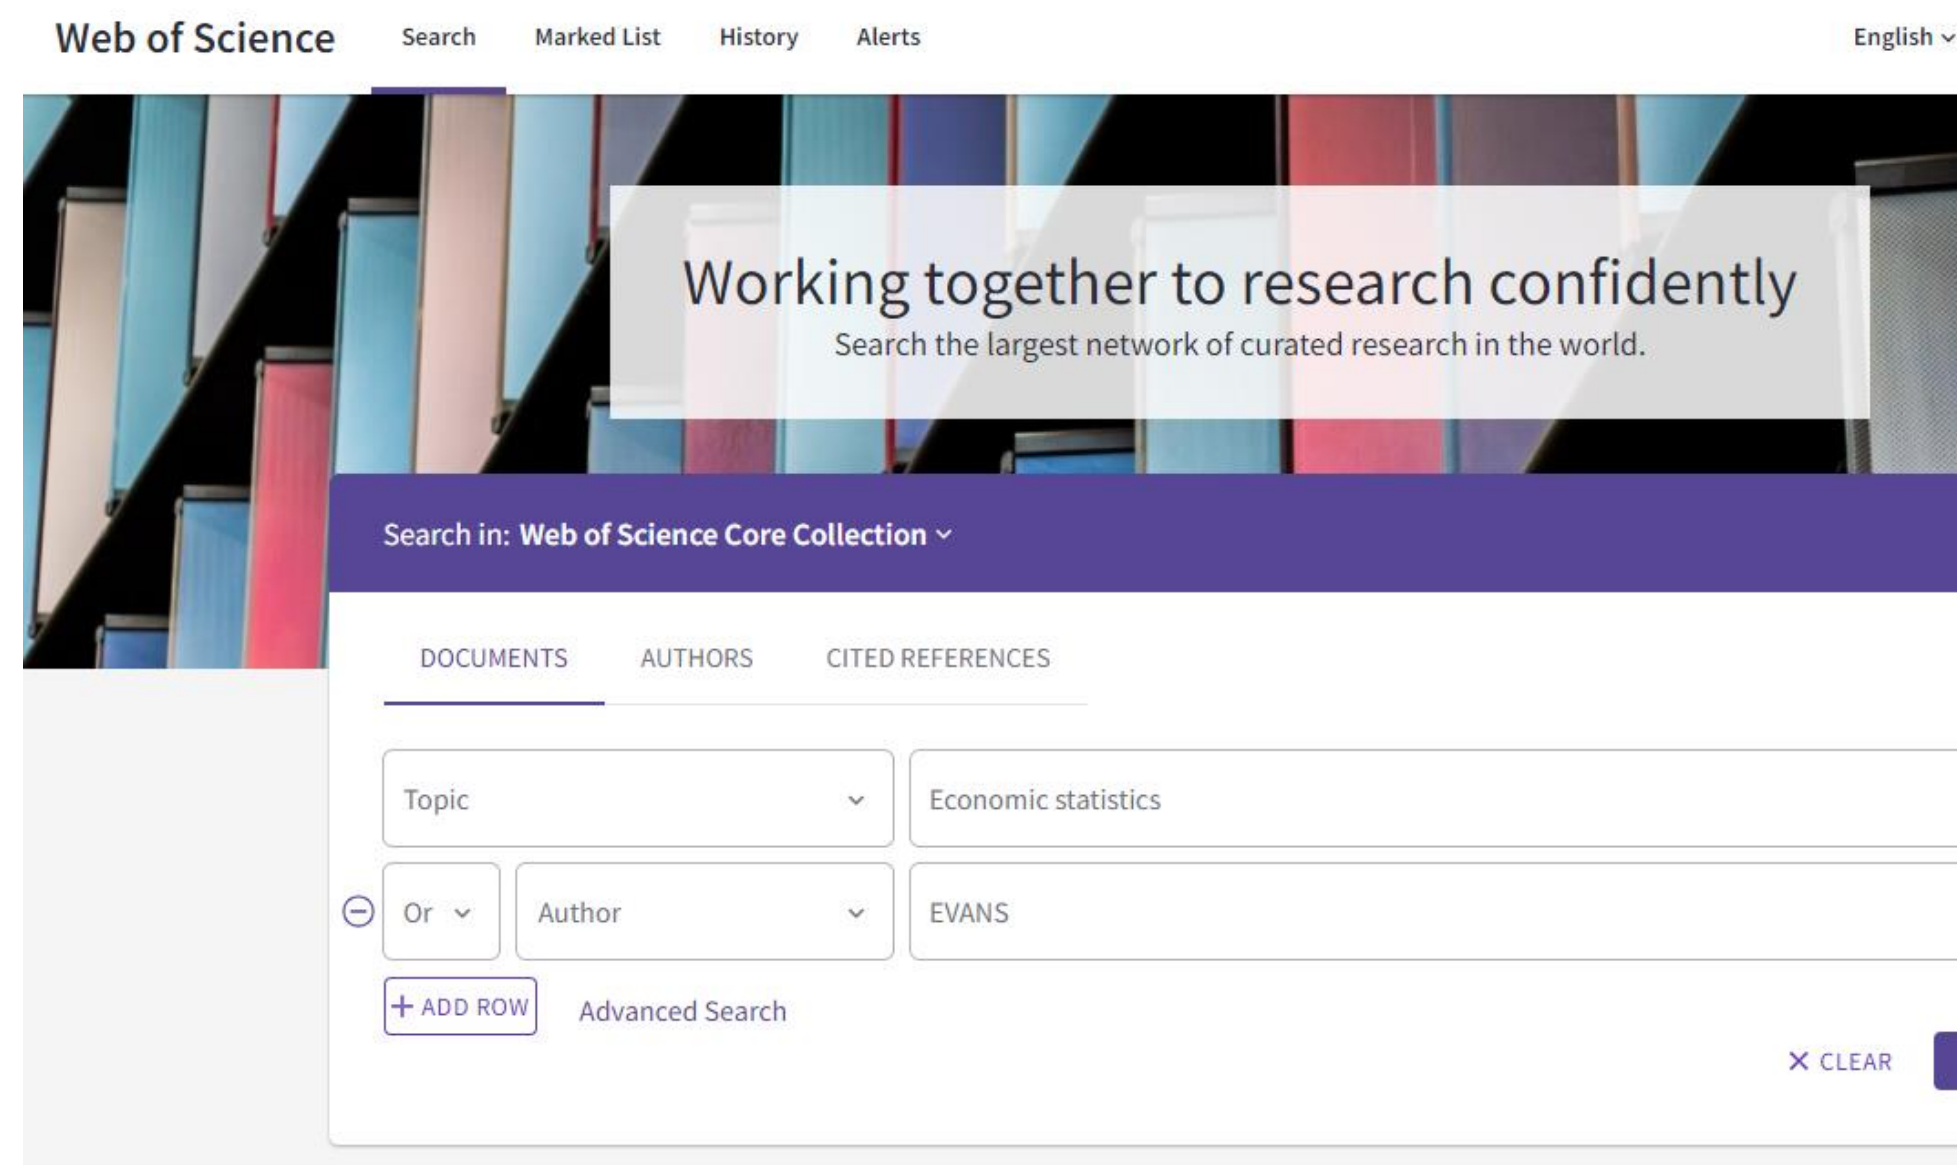 Web of Science Search Marked List History Alerts English
Working together to research confidently
Search the largest network of curated research in the world.
Search in: Web of Science Core Collection
DOCUMENTS AUTHORS CITED REFERENCES
Topic Economic statistics
Or Author EVANS
+ ADD ROW Advanced Search
× CLEAR